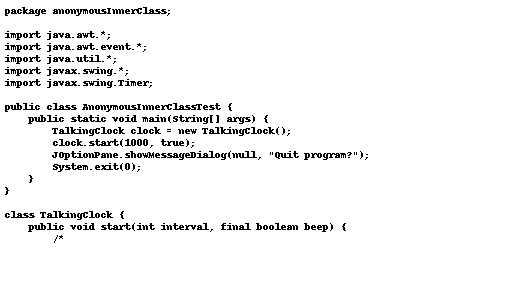 package anonymousInnerClass;
import java.awt.*;
import java.awt.event.*;
import java.util.*;
import javax.swing.*;
import javax.swing.Timer;
public class AnonymousInnerClassTest {
public static void main(String[] args) {
TalkingClock clock = new TalkingClock();
clock.start(1000, true);
JOptionPane.showMessageDialog(null, "Quit program?");
System.exit(0);
}
}
class TalkingClock {
public void start(int interval, final boolean beep) {
/*